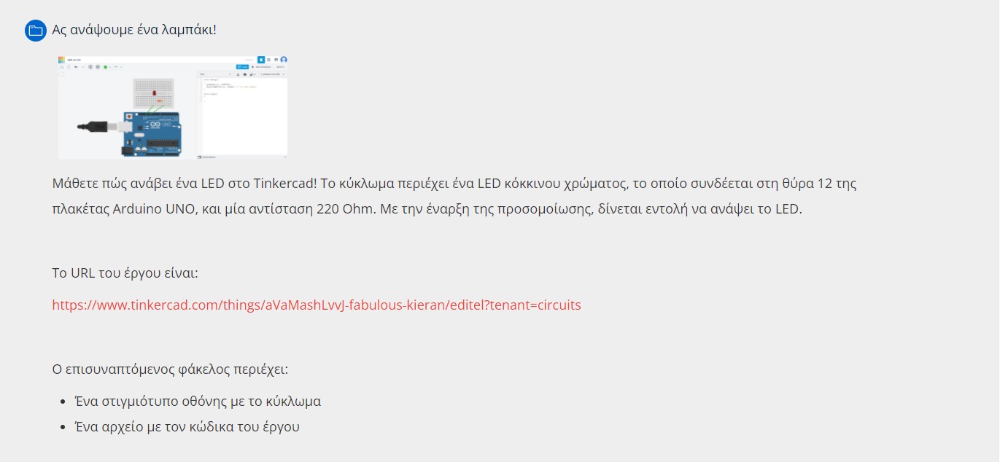 Ας ανάψουμε ένα λαμπάκι!
UNO
Μάθετε πώς ανάβει ένα LED στο Tinkercad! Το κύκλωμα περιέχει ένα LED κόκκινου χρώματος, το οποίο συνδέεται στη θύρα 12 της
πλακέτας Arduino UNO, και μία αντίσταση 220 Ohm. Με την έναρξη της προσομοίωσης, δίνεται εντολή να ανάψει το LED.
Το URL του έργου είναι:
https://www.tinkercad.com/things/aVaMashLvvJ-fabulous-kieran/editel?tenant=circuits
Ο επισυναπτόμενος φάκελος περιέχει:
Ένα στιγμιότυπο οθόνης με το κύκλωμα
Ένα αρχείο με τον κώδικα του έργου